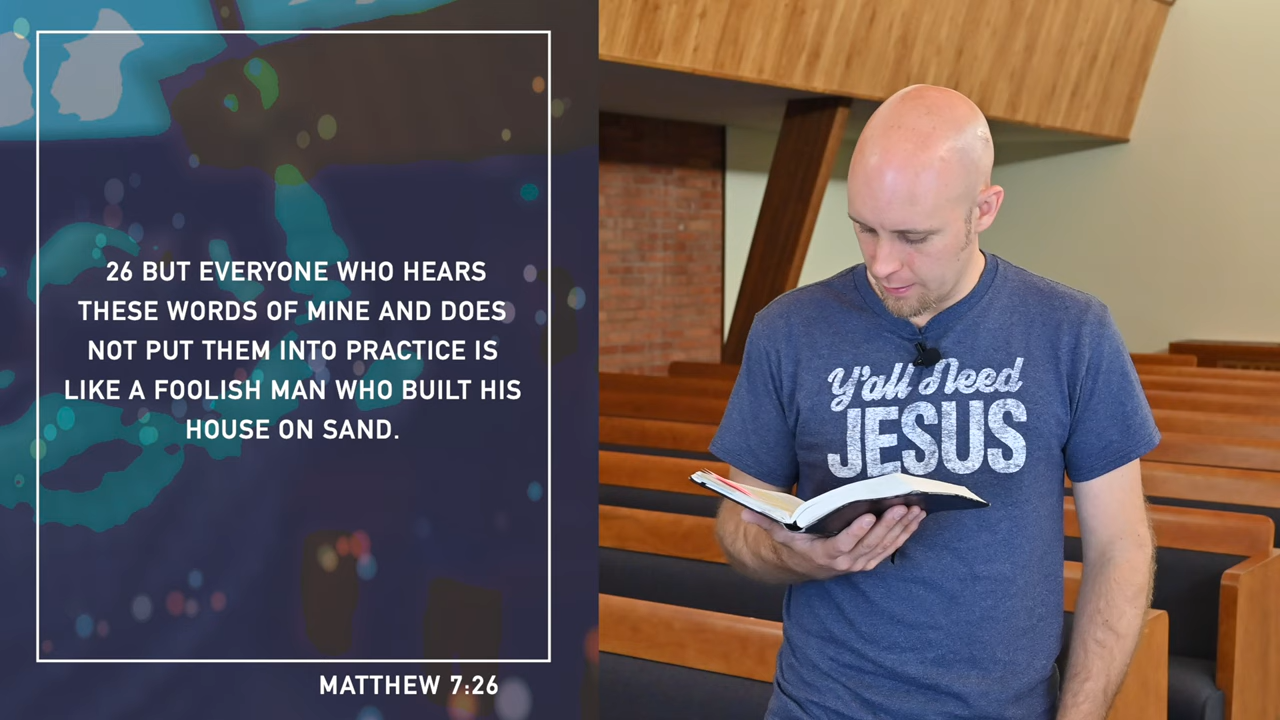 26 BUT EVERYONE WHO HEARS
THESE WORDS OF MINE AND DOES
NOT PUT THEM INTO PRACTICE IS
LIKE A FOOLISH MAN WHO BUILT HIS
HOUSE ON SAND.
MATTHEW 7:26
Y'all Need
JESUS